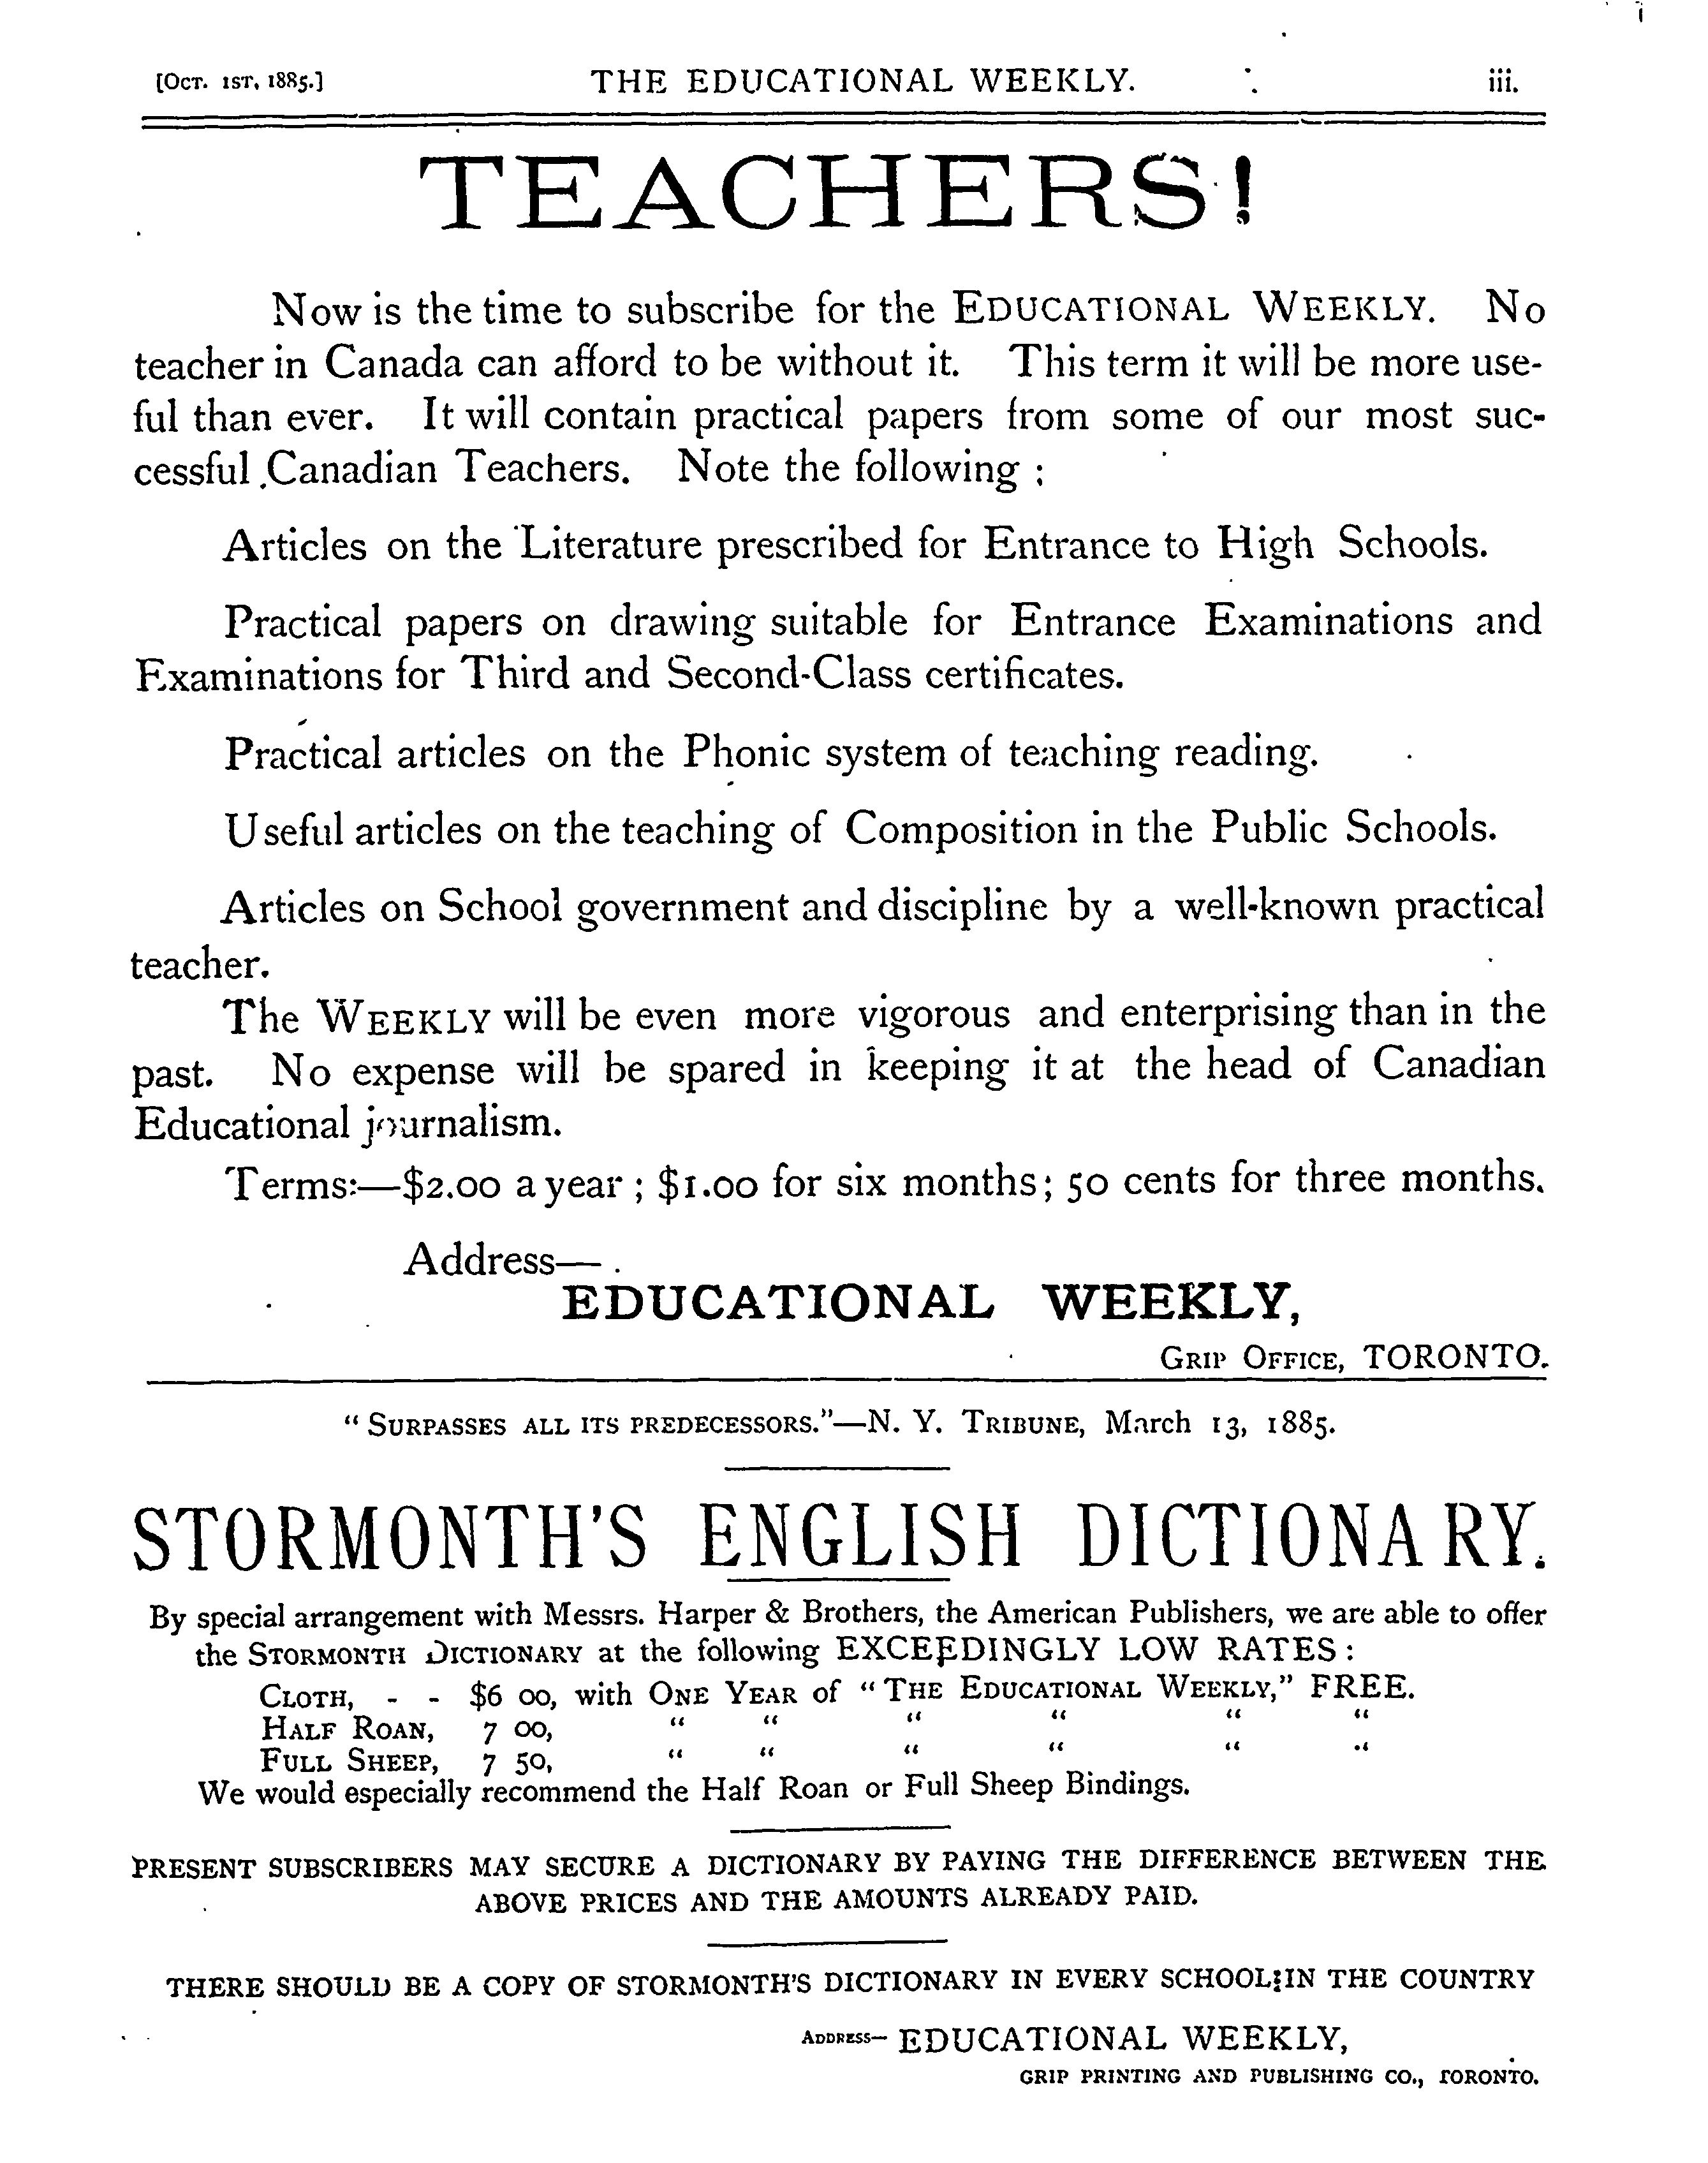 [OCT. 1ST, 1885.] THE EDUCATIONAL WEEKLY. iii.
TEACHERS!
Now is the time to subscribe for the EDUCATIONAL WEEKLY. No
teacher in Canada can afford to be without it. This term it will be more use-
ful than ever. It will contain practical papers from some of our most suc-
cessful Canadian Teachers. Note the following ;
Articles on the Literature prescribed for Entrance to High Schools.
Practical papers on drawing suitable for Entrance Examinations and
Examinations for Third and Second-Class certificates.
Practical articles on the Phonic system of teaching reading.
Useful articles on the teaching of Composition in the Public Schools.
Articles on School government and discipline by a well-known practical
teacher.
The WEEKLY will be even more vigorous and enterprising than in the
past. No expense will be spared in keeping it at the head of Canadian
Educational journalism.
Terms:—$2.00 a year ; $1.00 for six months; 50 cents for three months.
Address—
EDUCATIONAL WEEKLY,
GRIP OFFICE, TORONTO.
“ SURPASSES ALL ITS PREDECESSORS.”—N. Y. TRIBUNE, March 13, 1885.
STORMONTH'S ENGLISH DICTIONARY.
By special arrangement with Messrs. Harper & Brothers, the American Publishers, we are able to offer
the STORMONTH DICTIONARY at the following EXCEEDINGLY LOW RATES :
CLOTH, - - $6 00, with ONE YEAR of “ THE EDUCATIONAL WEEKLY,” FREE.
HALF ROAN, 7 00, “ “ “ “ “ “
FULL SHEEP, 7 50, “ “ “ “ “ “
We would especially recommend the Half Roan or Full Sheep Bindings.
PRESENT SUBSCRIBERS MAY SECURE A DICTIONARY BY PAYING THE DIFFERENCE BETWEEN THE
ABOVE PRICES AND THE AMOUNTS ALREADY PAID.
THERE SHOULD BE A COPY OF STORMONTH'S DICTIONARY IN EVERY SCHOOL IN THE COUNTRY
ADDRESS— EDUCATIONAL WEEKLY,
GRIP PRINTING AND PUBLISHING CO., TORONTO.